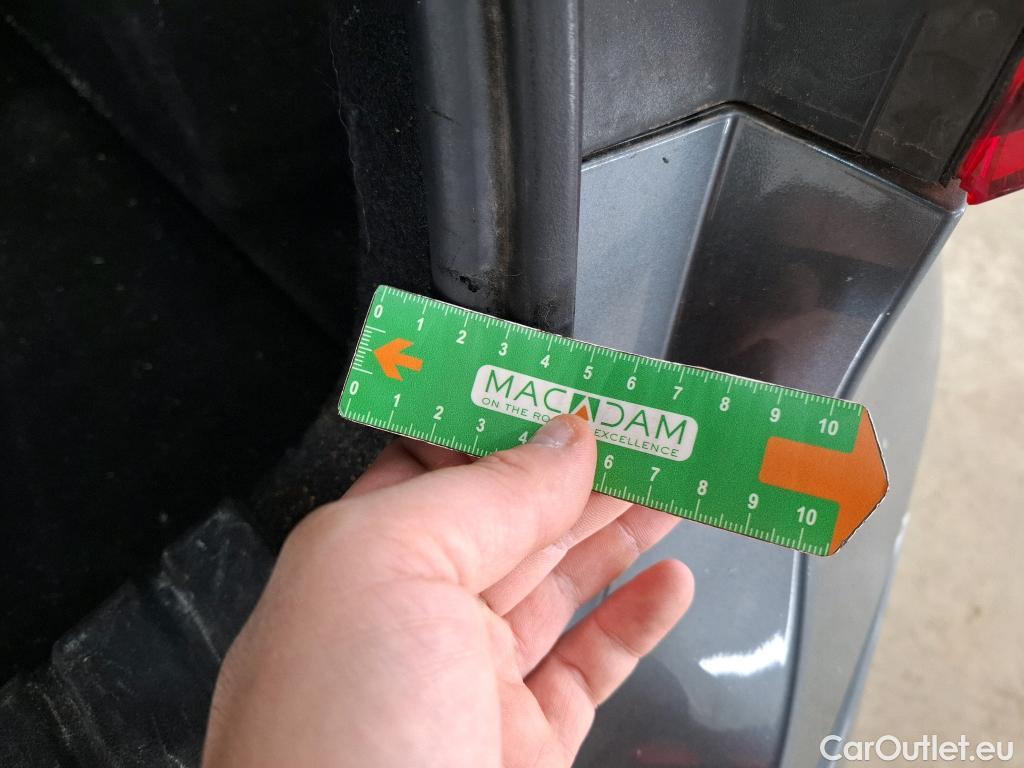 0 1 2 3 4 5 6 7 8 9 10
MACADAM
ON THE RO EXCELLENCE
0 1 2 3 4 6 7 8 9 10
CarOutlet.eu